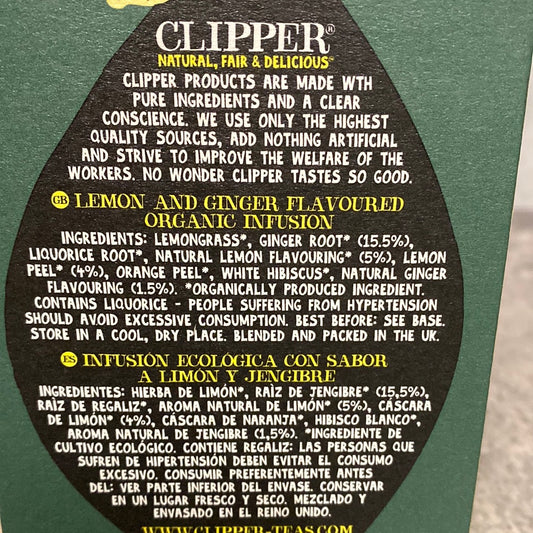 CLIPPER®
NATURAL, FAIR & DELICIOUS™
CLIPPER PRODUCTS ARE MADE WTH
PURE INGREDIENTS AND A CLEAR
CONSCIENCE. WE USE ONLY THE HIGHEST
QUALITY SOURCES, ADD NOTHING ARTIFICIAL
AND STRIVE TO IMPROVE THE WELFARE OF THE
WORKERS. NO WONDER CLIPPER TASTES SO GOOD.
GB LEMON AND GINGER FLAVOURED
ORGANIC INFUSION
INGREDIENTS: LEMONGRASS*, GINGER ROOT* (15.5%),
LIQUORICE ROOT*, NATURAL LEMON FLAVOURING* (5%), LEMON
PEEL* (4%), ORANGE PEEL*, WHITE HIBISCUS*, NATURAL GINGER
FLAVOURING (1.5%). *ORGANICALLY PRODUCED INGREDIENT.
CONTAINS LIQUORICE - PEOPLE SUFFERING FROM HYPERTENSION
SHOULD AVOID EXCESSIVE CONSUMPTION. BEST BEFORE: SEE BASE.
STORE IN A COOL, DRY PLACE. BLENDED AND PACKED IN THE UK.
ES INFUSIÓN ECOLÓGICA CON SABOR
A LIMÓN Y JENGIBRE
INGREDIENTES: HIERBA DE LIMÓN*, RAÌZ DE JENGIBRE* (15,5%),
RAÌZ DE REGALIZ*, AROMA NATURAL DE LIMÓN* (5%), CÁSCARA
DE LIMÓN* (4%), CÁSCARA DE NARANJA*, HIBISCO BLANCO*,
AROMA NATURAL DE JENGIBRE (1,5%). *INGREDIENTE DE
CULTIVO ECOLÓGICO. CONTIENE REGALIZ: LAS PERSONAS QUE
SUFREN DE HIPERTENSIÓN DEBEN EVITAR EL CONSUMO
EXCESIVO. CONSUMIR PREFERENTEMENTE ANTES
DEL: VER PARTE INFERIOR DEL ENVASE. CONSERVAR
EN UN LUGAR FRESCO Y SECO. MEZCLADO Y
ENVASADO EN EL REINO UNIDO.
WWW.CLIPPER-TEAS.COM